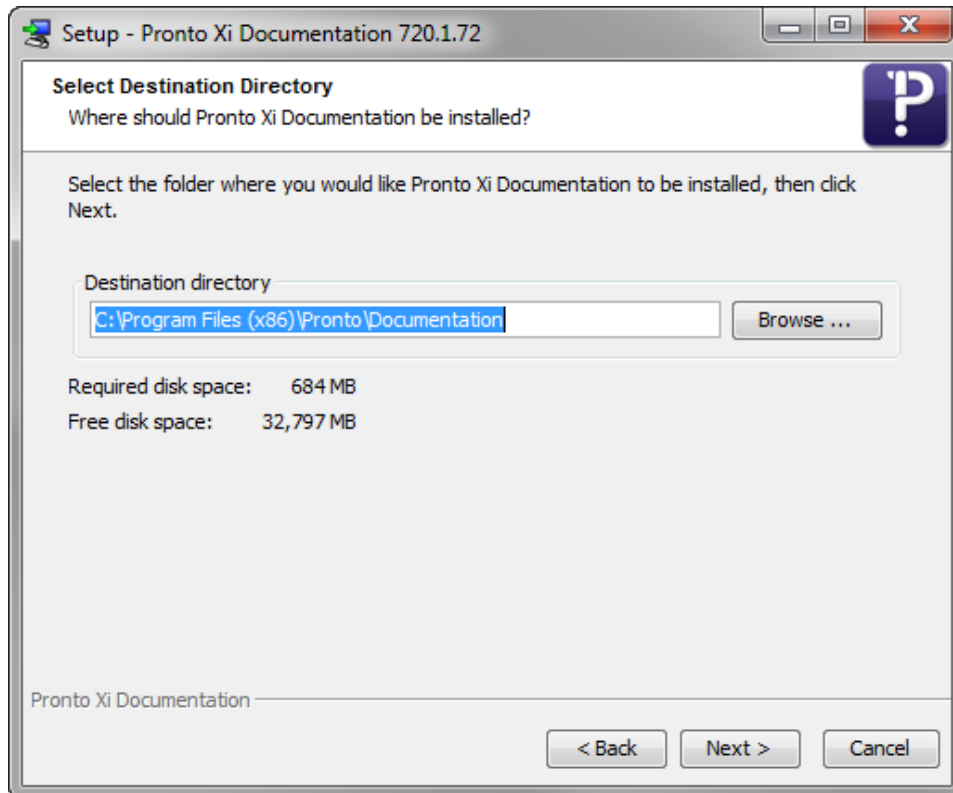 Setup - Pronto Xi Documentation 720.1.72
Select Destination Directory
Where should Pronto Xi Documentation be installed?
Select the folder where you would like Pronto Xi Documentation to be installed, then click
Next.
Destination directory
C:\Program Files (x86)\Pronto\Documentation
Browse ...
Required disk space: 684 MB
Free disk space: 32,797 MB
Pronto Xi Documentation
< Back Next > Cancel